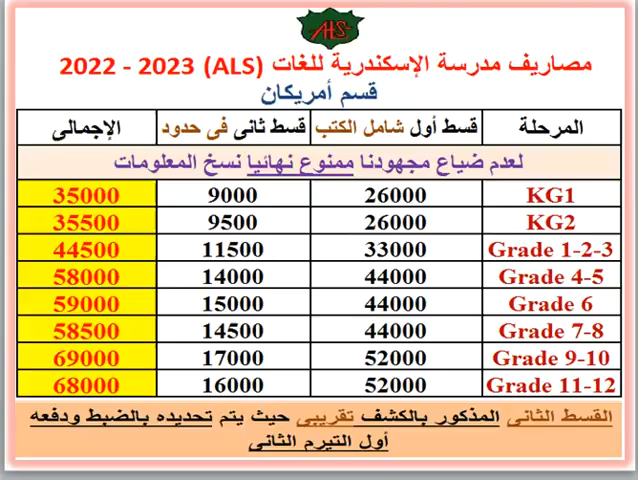 ALS
مصاريف مدرسة الإسكندرية للغات (ALS) 2023 - 2022
قسم أمريكان
المرحلة قسط أول شامل الكتب قسط ثانى فى حدود الإجمالى
لعدم ضياع مجهودنا ممنوع نهائيا نسخ المعلومات
KG1 26000 9000 35000
KG2 26000 9500 35500
Grade 1-2-3 33000 11500 44500
Grade 4-5 44000 14000 58000
Grade 6 44000 15000 59000
Grade 7-8 44000 14500 58500
Grade 9-10 52000 17000 69000
Grade 11-12 52000 16000 68000
القسط الثانى المذكور بالكشف تقريبى حيث يتم تحديده بالضبط ودفعه
أول التيرم الثانى